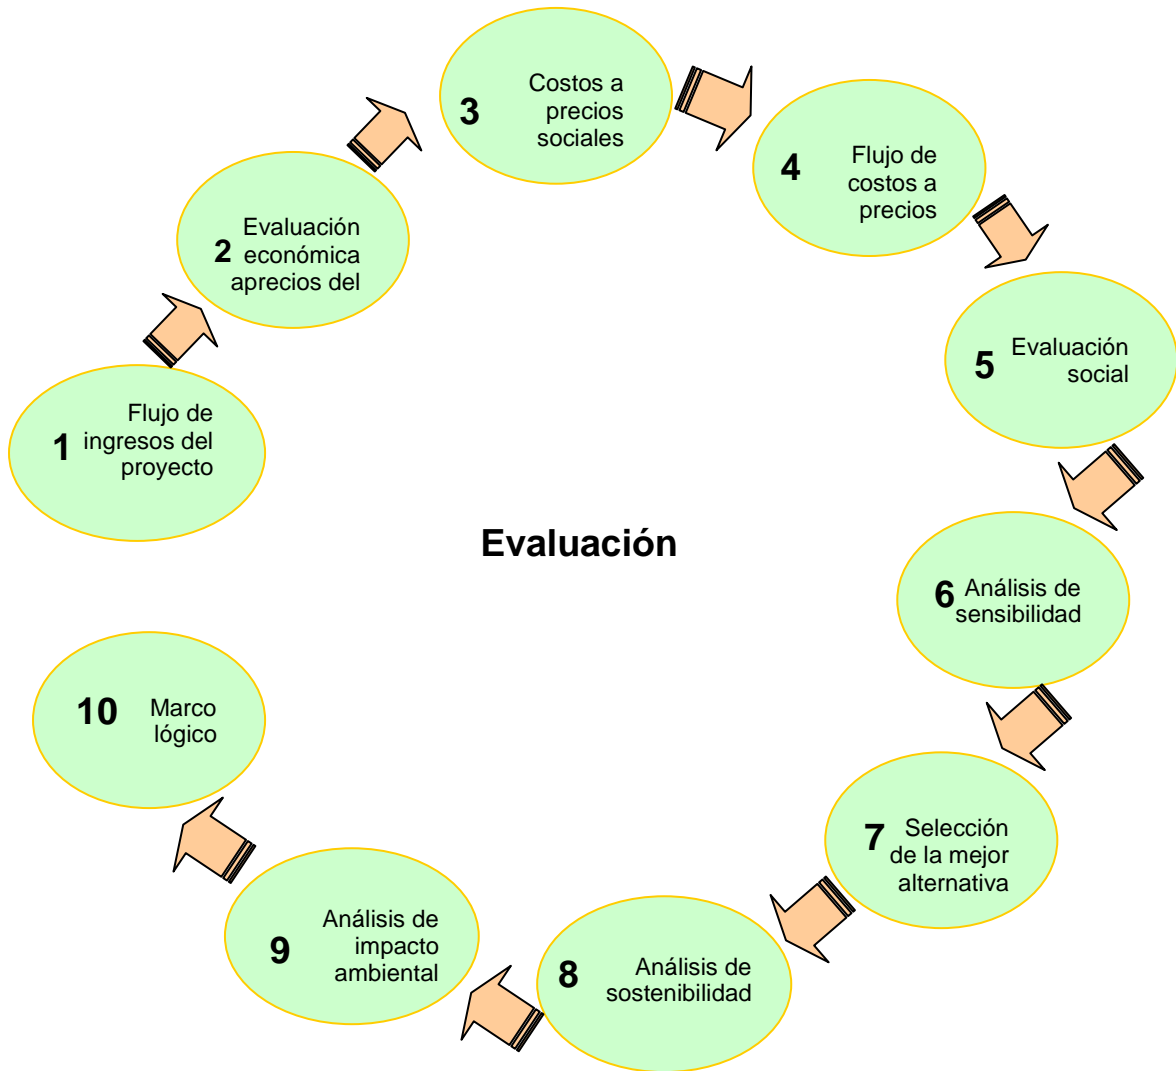 1
Flujo de
ingresos del
proyecto
2
Evaluación
económica
aprecios del
3
Costos a
precios
sociales
4
Flujo de
costos a
precios
5
Evaluación
social
6
Análisis de
sensibilidad
7
Selección
de la mejor
alternativa
8
Análisis de
sostenibilidad
9
Análisis de
impacto
ambiental
10
Marco
lógico
Evaluación